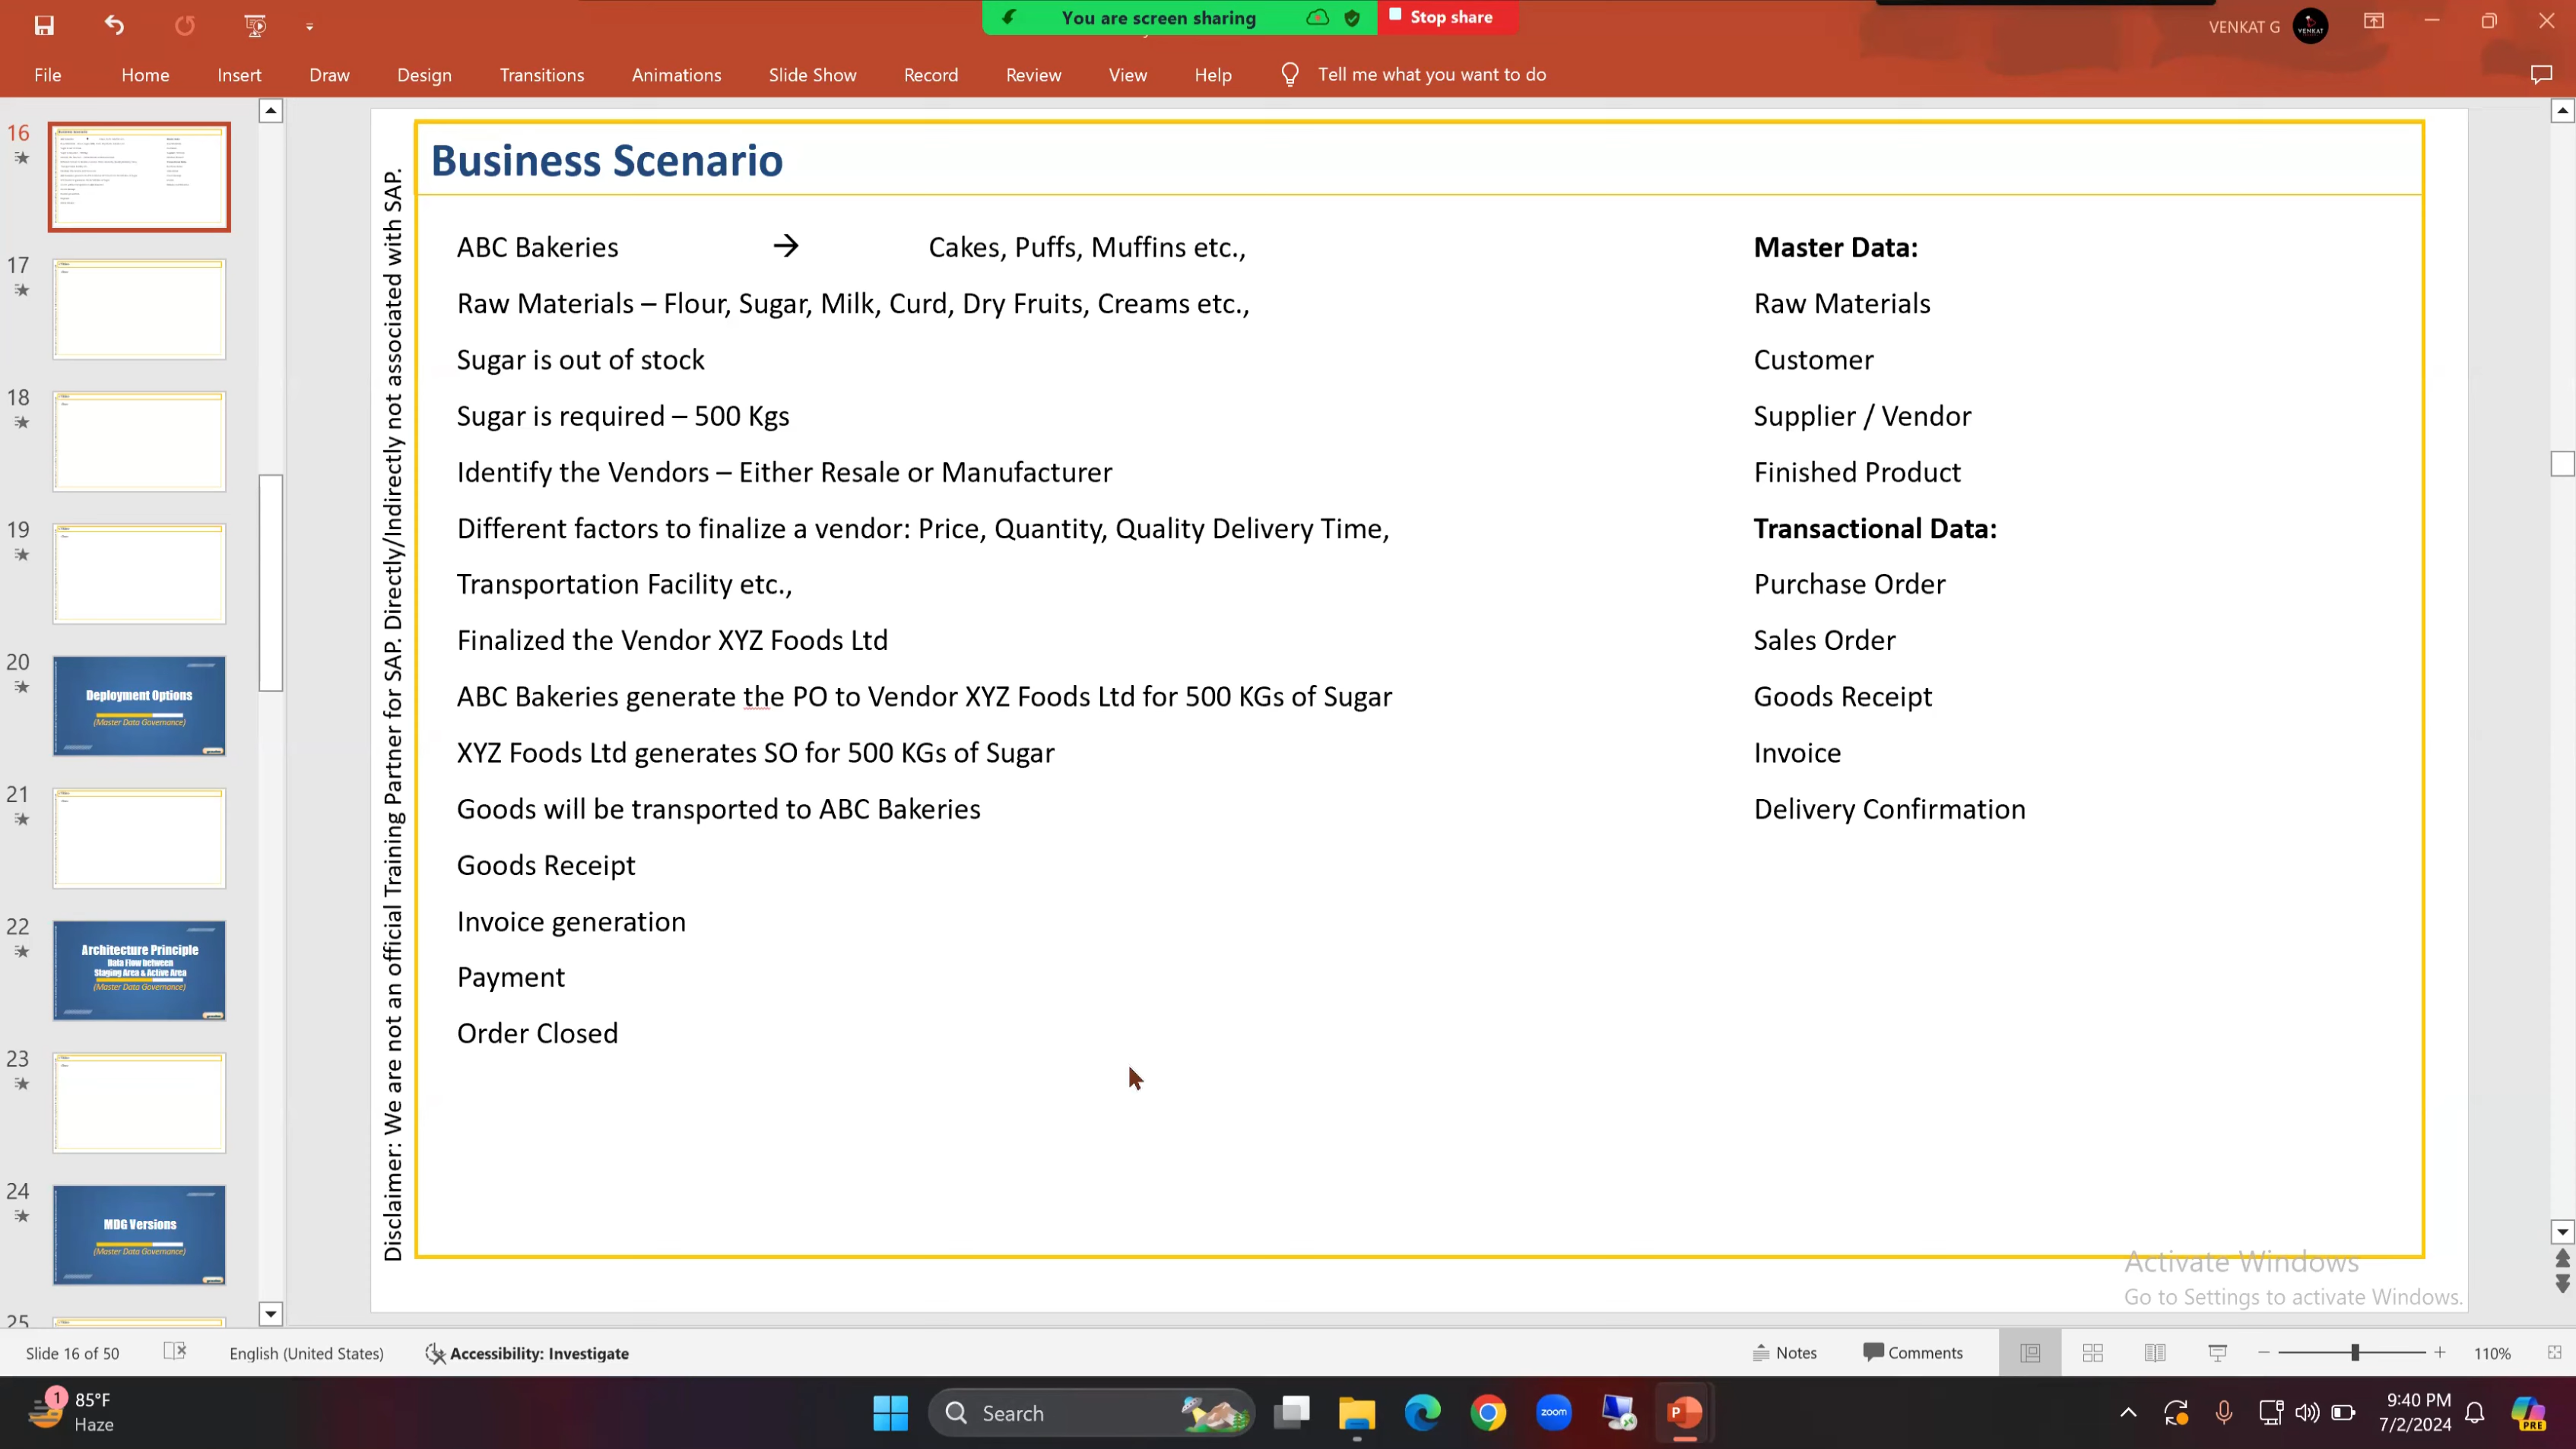 You are screen sharing
Stop share
VENKAT G
File Home Insert Draw Design Transitions Animations Slide Show Record Review View Help Tell me what you want to do
16
17
18
19
20
Deployment Options
(Master Data Governance)
21
22
Architecture Principle
Data Flow between
Staging Area & Active Area
(Master Data Governance)
23
24
MDG Versions
(Master Data Governance)
25
Disclaimer: We are not an official Training Partner for SAP. Directly/Indirectly not associated with SAP.
Business Scenario
ABC Bakeries → Cakes, Puffs, Muffins etc.,
Raw Materials – Flour, Sugar, Milk, Curd, Dry Fruits, Creams etc.,
Sugar is out of stock
Sugar is required – 500 Kgs
Identify the Vendors – Either Resale or Manufacturer
Different factors to finalize a vendor: Price, Quantity, Quality Delivery Time,
Transportation Facility etc.,
Finalized the Vendor XYZ Foods Ltd
ABC Bakeries generate the PO to Vendor XYZ Foods Ltd for 500 KGs of Sugar
XYZ Foods Ltd generates SO for 500 KGs of Sugar
Goods will be transported to ABC Bakeries
Goods Receipt
Invoice generation
Payment
Order Closed
Master Data:
Raw Materials
Customer
Supplier / Vendor
Finished Product
Transactional Data:
Purchase Order
Sales Order
Goods Receipt
Invoice
Delivery Confirmation
Activate Windows
Go to Settings to activate Windows.
Slide 16 of 50 English (United States) Accessibility: Investigate Notes Comments 110%
1
85°F
Haze
Search
zoom
9:40 PM
7/2/2024
PRE